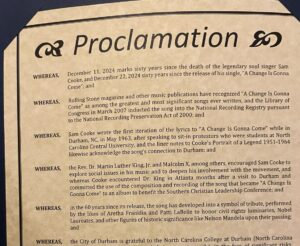 Proclamation
WHEREAS, December 11, 2024 marks sixty years since the death of the legendary soul singer Sam
Cooke, and December 22, 2024 sixty years since the release of his single, "A Change Is Gonna
Come"; and
WHEREAS, Rolling Stone magazine and other music publications have recognized "A Change Is Gonna
Come" as among the greatest and most significant songs ever written, and the Library of
Congress in March 2007 inducted the song into the National Recording Registry pursuant
to the National Recording Preservation Act of 2000; and
WHEREAS, Sam Cooke wrote the first iteration of the lyrics to "A Change Is Gonna Come" while in
Durham, NC, in May 1963, after speaking to sit-in protestors who were students at North
Carolina Central University, and the liner notes to Cooke's Portrait of a Legend 1951-1964
likewise acknowledge the song's connection to Durham; and
WHEREAS, the Rev. Dr. Martin Luther King, Jr. and Malcolm X, among others, encouraged Sam Cooke to
explore social issues in his music and to deepen his involvement with the movement, and
whereas Cooke encountered Dr. King in Atlanta months after a visit to Durham and
commenced the use of the composition and recording of the song that became "A Change Is
Gonna Come" to an album to benefit the Southern Christian Leadership Conference; and
WHEREAS, in the 60 years since its release, the song has developed into a symbol of tribute, performed
by the likes of Aretha Franklin and Patti LaBelle to honor civil rights luminaries, Nobel
Laureates, and other figures of historic significance like Nelson Mandela upon their passing;
and
WHEREAS, the City of Durham is grateful to the North Carolina College at Durham (North Carolina